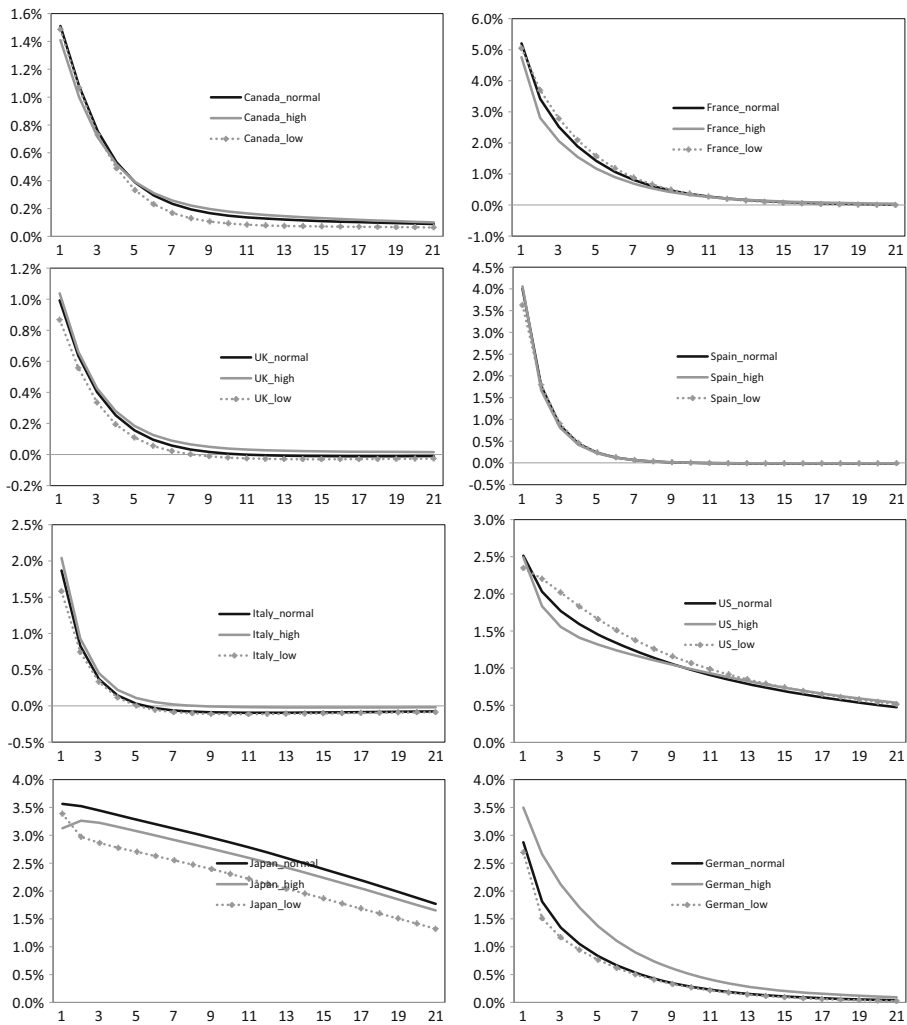 1.6%
1.4%
1.2%
1.0%
0.8%
0.6%
0.4%
0.2%
0.0%
Canada_normal
Canada_high
Canada_low
1 3 5 7 9 11 13 15 17 19 21
6.0%
5.0%
4.0%
3.0%
2.0%
1.0%
0.0%
-1.0%
France_normal
France_high
France_low
1 3 5 7 9 11 13 15 17 19 21
1.2%
1.0%
0.8%
0.6%
0.4%
0.2%
0.0%
-0.2%
UK_normal
UK_high
UK_low
1 3 5 7 9 11 13 15 17 19 21
4.5%
4.0%
3.5%
3.0%
2.5%
2.0%
1.5%
1.0%
0.5%
0.0%
-0.5%
Spain_normal
Spain_high
Spain_low
1 3 5 7 9 11 13 15 17 19 21
2.5%
2.0%
1.5%
1.0%
0.5%
0.0%
-0.5%
Italy_normal
Italy_high
Italy_low
1 3 5 7 9 11 13 15 17 19 21
3.0%
2.5%
2.0%
1.5%
1.0%
0.5%
0.0%
US_normal
US_high
US_low
1 3 5 7 9 11 13 15 17 19 21
4.0%
3.5%
3.0%
2.5%
2.0%
1.5%
1.0%
0.5%
0.0%
Japan_normal
Japan_high
Japan_low
1 3 5 7 9 11 13 15 17 19 21
4.0%
3.5%
3.0%
2.5%
2.0%
1.5%
1.0%
0.5%
0.0%
German_normal
German_high
German_low
1 3 5 7 9 11 13 15 17 19 21